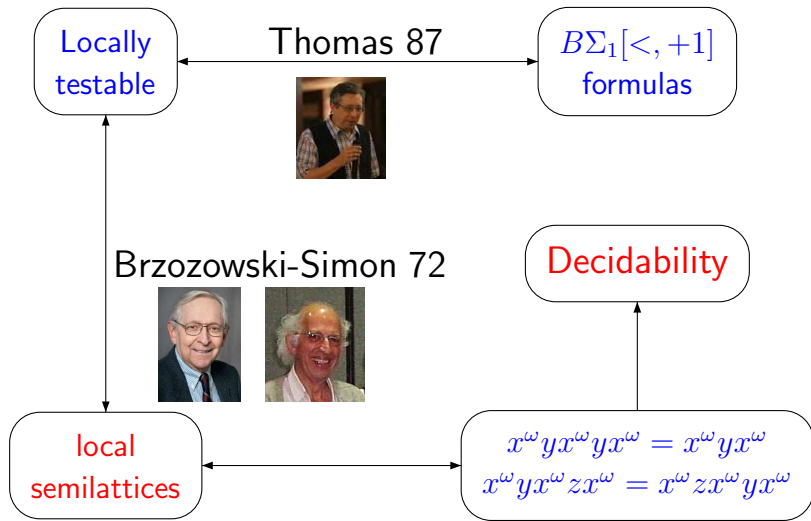 Locally
testable
Thomas 87
BΣ₁[<, +1]
formulas
Brzozowski-Simon 72
Decidability
local
semilattices
x^ω y x^ω y x^ω = x^ω y x^ω
x^ω y x^ω z x^ω = x^ω z x^ω y x^ω